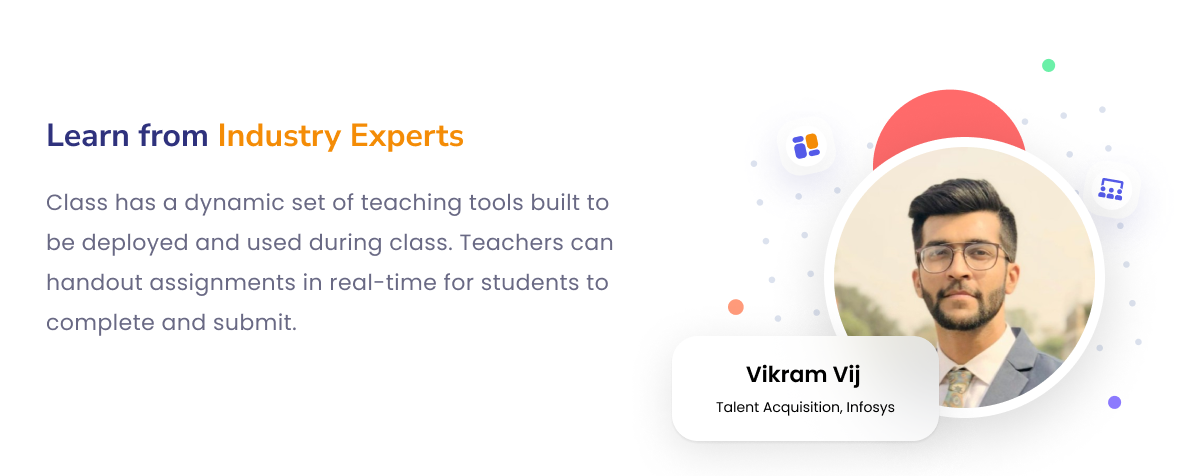 Learn from Industry Experts
Class has a dynamic set of teaching tools built to
be deployed and used during class. Teachers can
handout assignments in real-time for students to
complete and submit.
Vikram Vij
Talent Acquisition, Infosys